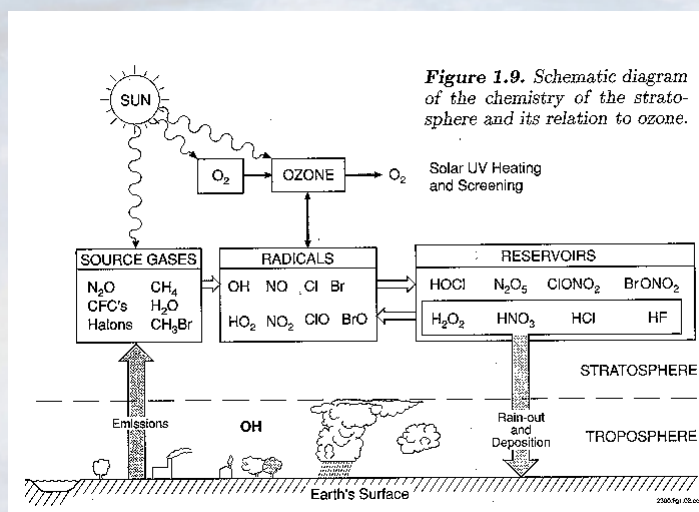 Figure 1.9. Schematic diagram
of the chemistry of the strato-
sphere and its relation to ozone.
SUN
O₂
OZONE
O₂
Solar UV Heating
and Screening
SOURCE GASES
N₂O CH₄
CFC's H₂O
Halons CH₃Br
RADICALS
OH NO Cl Br
HO₂ NO₂ ClO BrO
RESERVOIRS
HOCl N₂O₅ ClONO₂ BrONO₂
H₂O₂ HNO₃ HCl HF
STRATOSPHERE
Emissions
OH
Rain-out
and
Deposition
TROPOSPHERE
Earth's Surface